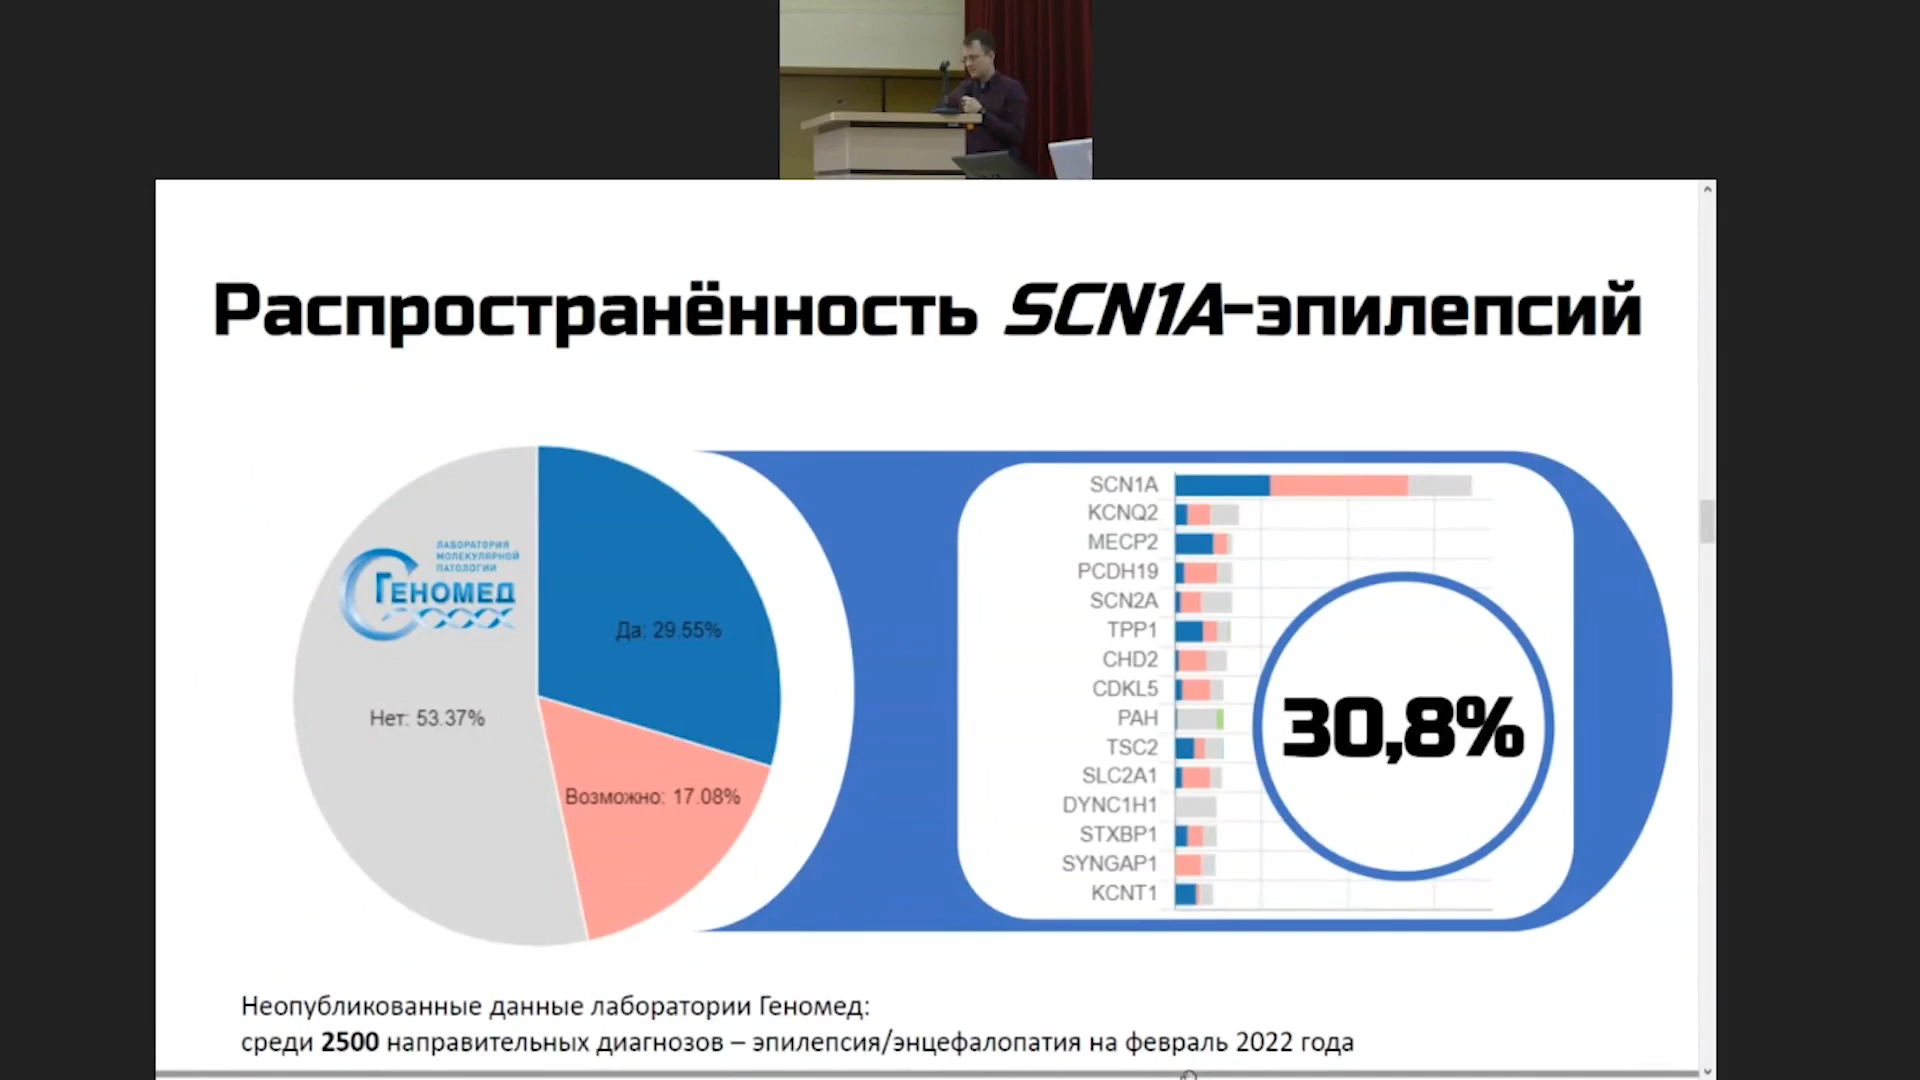 Распространённость SCN1A-эпилепсий
ЛАБОРАТОРИЯ
МОЛЕКУЛЯРНОЙ
ПАТОЛОГИИ
ГЕНОМЕД
Да: 29.55%
Нет: 53.37%
Возможно: 17.08%
SCN1A
KCNQ2
MECP2
PCDH19
SCN2A
TPP1
CHD2
CDKL5
PAH
TSC2
SLC2A1
DYNC1H1
STXBP1
SYNGAP1
KCNT1
30,8%
Неопубликованные данные лаборатории Геномед:
среди 2500 направительных диагнозов – эпилепсия/энцефалопатия на февраль 2022 года